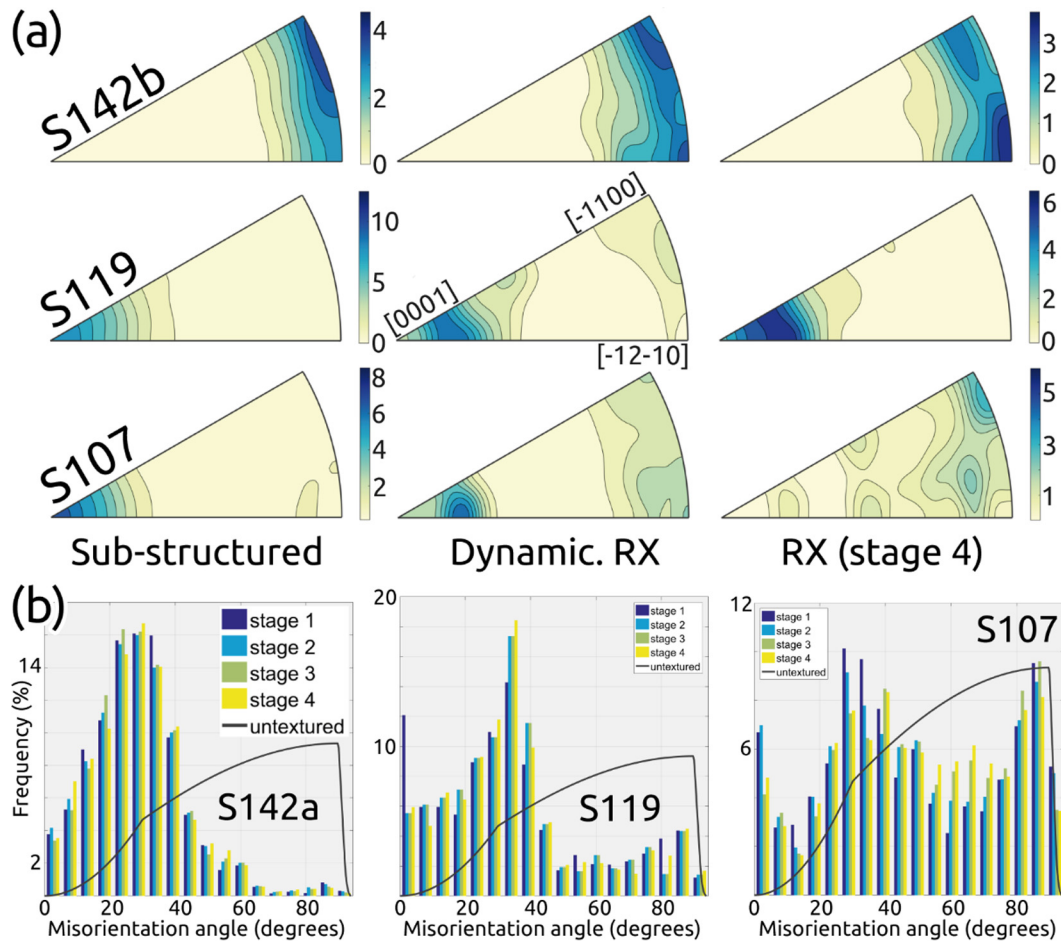 (a)
S142b
4
2
0
3
2
1
0
S119
[0001]
[-1100]
[-12-10]
10
5
0
6
4
2
0
S107
8
6
4
2
5
3
1
Sub-structured
Dynamic. RX
RX (stage 4)
(b)
Frequency (%)
14
2
stage 1
stage 2
stage 3
stage 4
untextured
S142a
0 20 40 60 80
Misorientation angle (degrees)
20
10
stage 1
stage 2
stage 3
stage 4
untextured
S119
0 20 40 60 80
Misorientation angle (degrees)
12
6
stage 1
stage 2
stage 3
stage 4
untextured
S107
0 20 40 60 80
Misorientation angle (degrees)